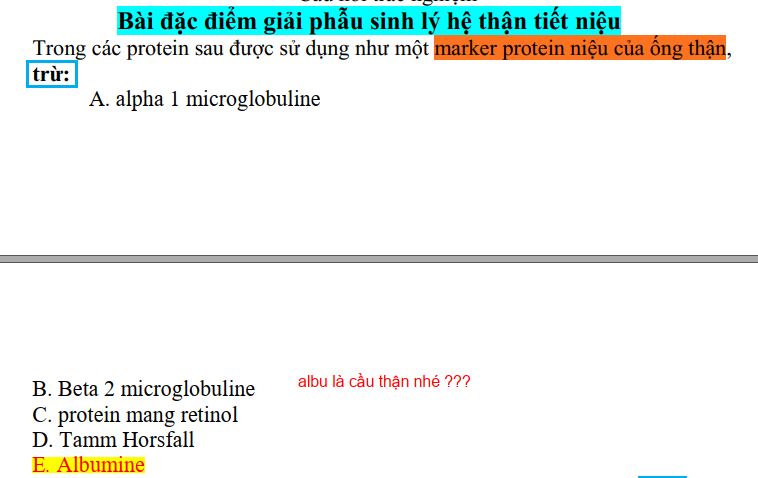 Bài đặc điểm giải phẫu sinh lý hệ thận tiết niệu
Trong các protein sau được sử dụng như một marker protein niệu của ống thận,
trừ:
A. alpha 1 microglobuline
B. Beta 2 microglobuline
albu là cầu thận nhé ???
C. protein mang retinol
D. Tamm Horsfall
E. Albumine